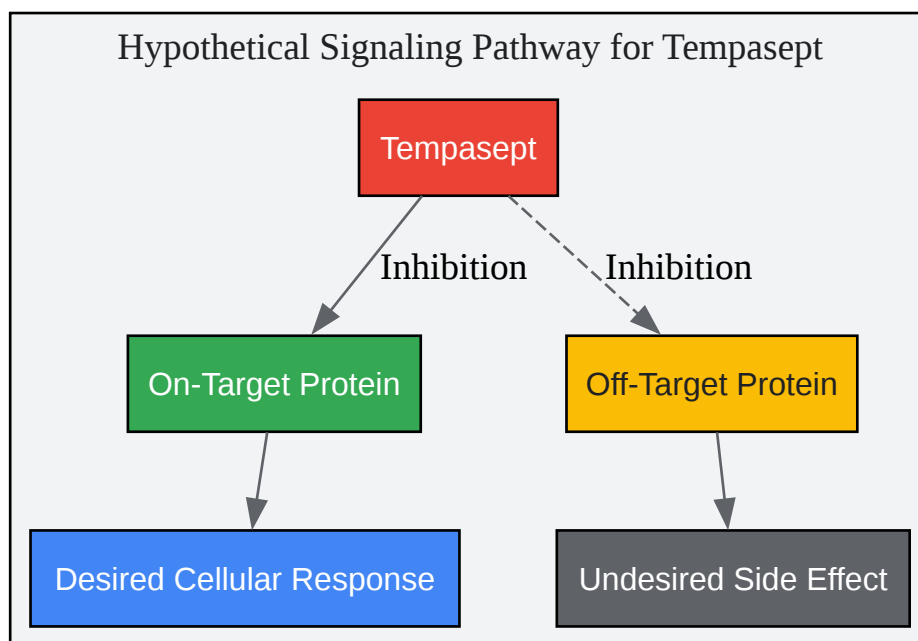 Hypothetical Signaling Pathway for Tempasept
Tempasept
Inhibition
Inhibition
On-Target Protein
Off-Target Protein
Desired Cellular Response
Undesired Side Effect